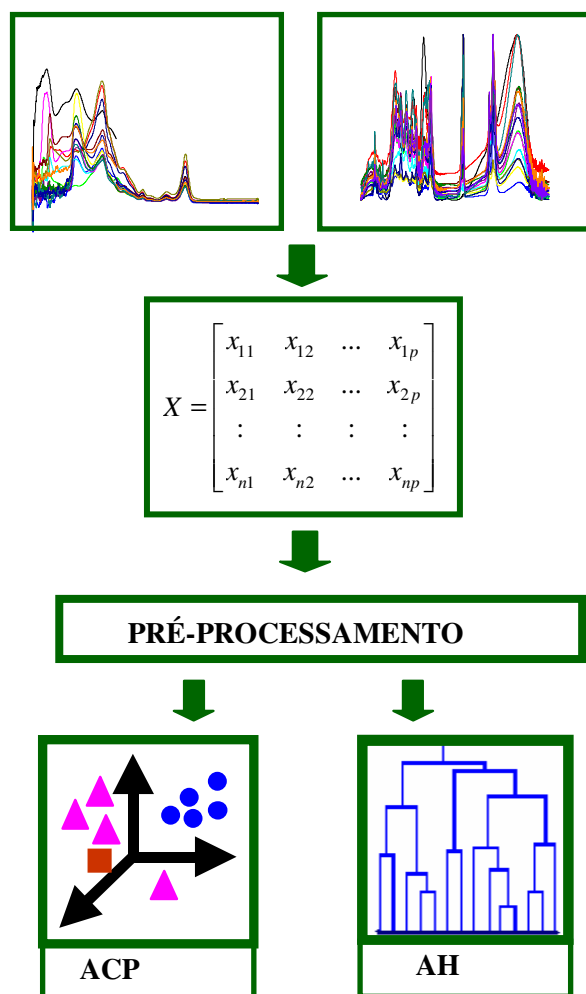 X = [ x11 x12 ... x1p
x21 x22 ... x2p
: : : :
xn1 xn2 ... xnp ]
PRÉ-PROCESSAMENTO
ACP AH